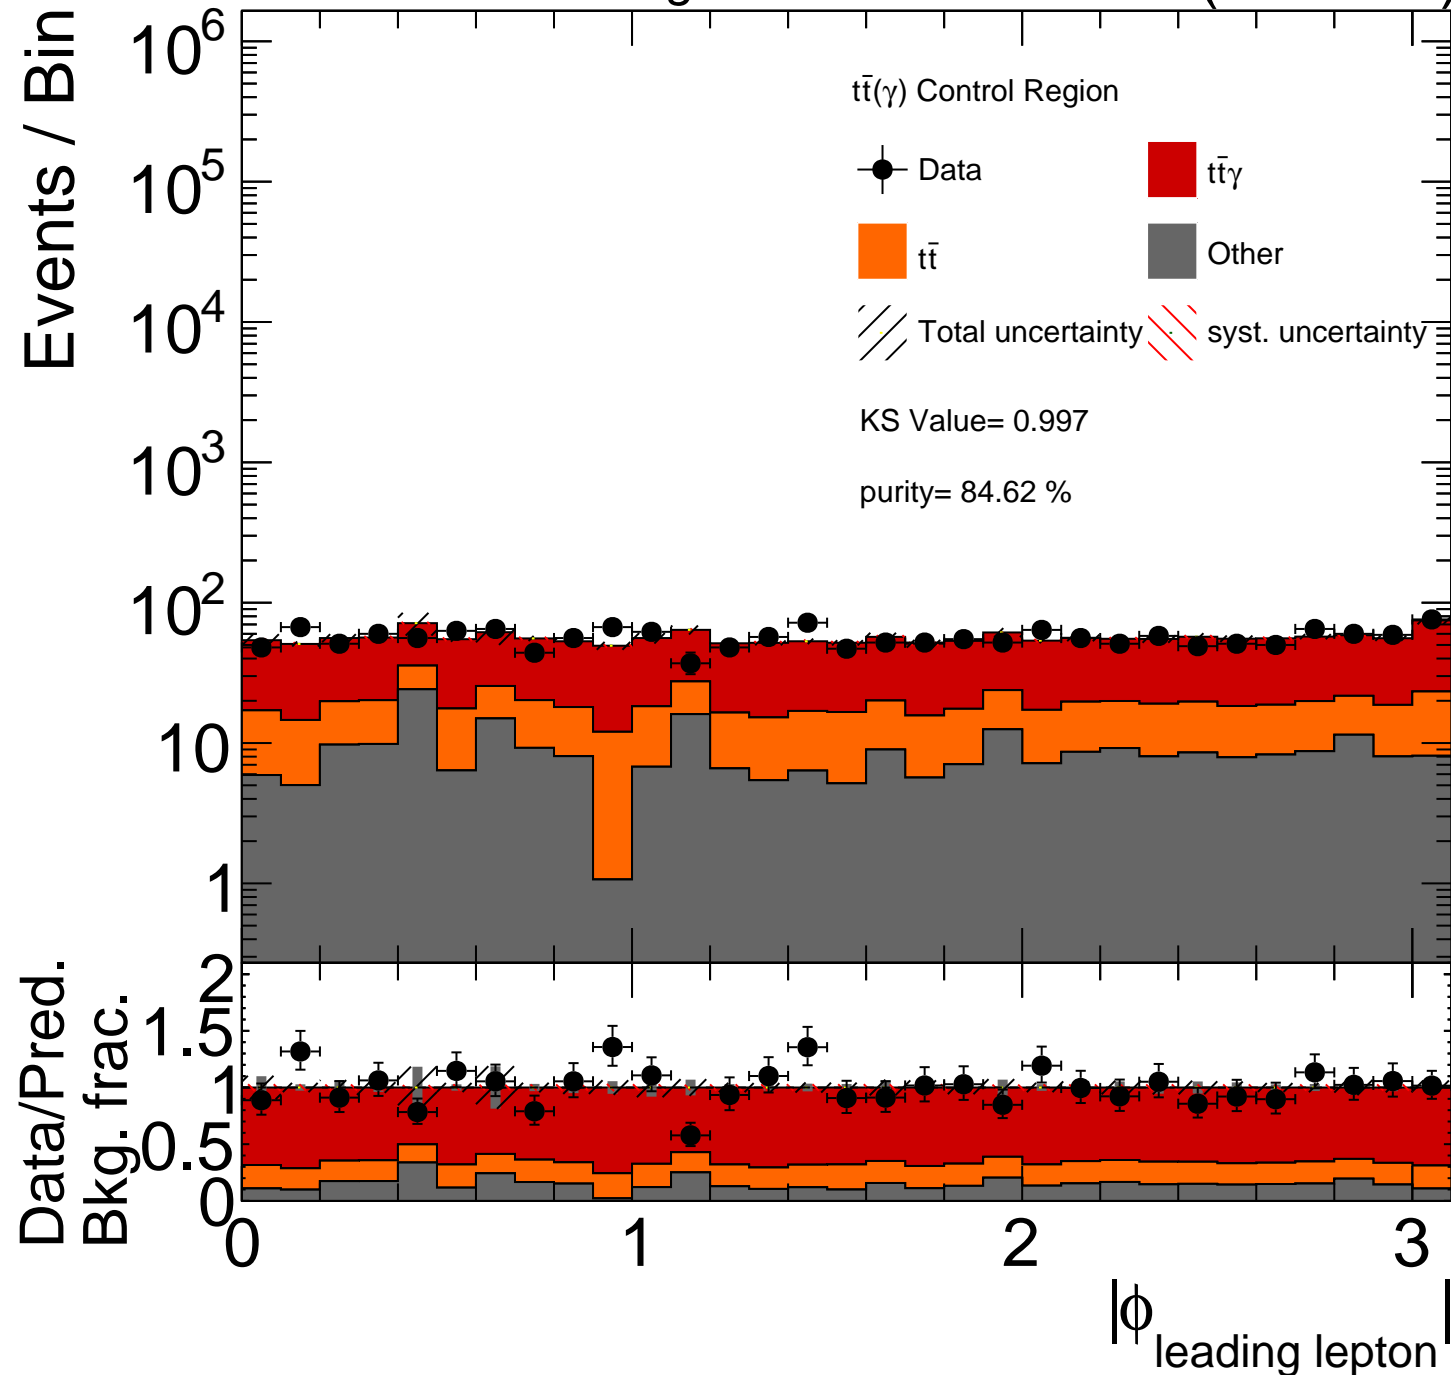 Events / Bin
10^6
10^5
10^4
10^3
10^2
10
1
tt̄(γ) Control Region
Data
tt̄γ
tt̄
Other
Total uncertainty
syst. uncertainty
KS Value= 0.997
purity= 84.62 %
Data/Pred.
Bkg. frac.
2
1.5
1
0.5
0
0 1 2 3
|ϕ_leading lepton|